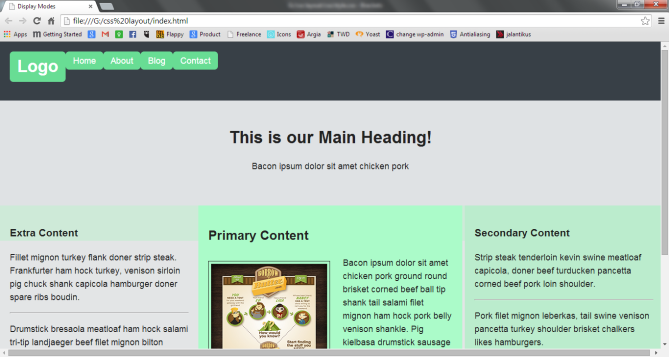 Display Modes
file:///G:/css%20layout/index.html
Apps Getting Started Google Flappy Product Freelance Icons Argia TWD Yoast change wp-admin Antialiasing jalantikus
Logo
Home About Blog Contact
This is our Main Heading!
Bacon ipsum dolor sit amet chicken pork
Extra Content
Fillet mignon turkey flank doner strip steak.
Frankfurter ham hock turkey, venison sirloin
pig chuck shank capicola hamburger doner
spare ribs boudin.
Drumstick bresaola meatloaf ham hock salami
tri-tip landjaeger beef filet mignon bilton
Primary Content
How would
you know?
Start finding
Bacon ipsum dolor sit amet
chicken pork ground round
brisket corned beef ball tip
shank tail salami filet
mignon ham hock pork belly
venison shankle. Pig
kielbasa drumstick sausage
Secondary Content
Strip steak tenderloin kevin swine meatloaf
capicola, doner beef turducken pancetta
corned beef pork loin shoulder.
Pork filet mignon leberkas, tail swine venison
pancetta turkey shoulder brisket chalkers
likes hamburgers.